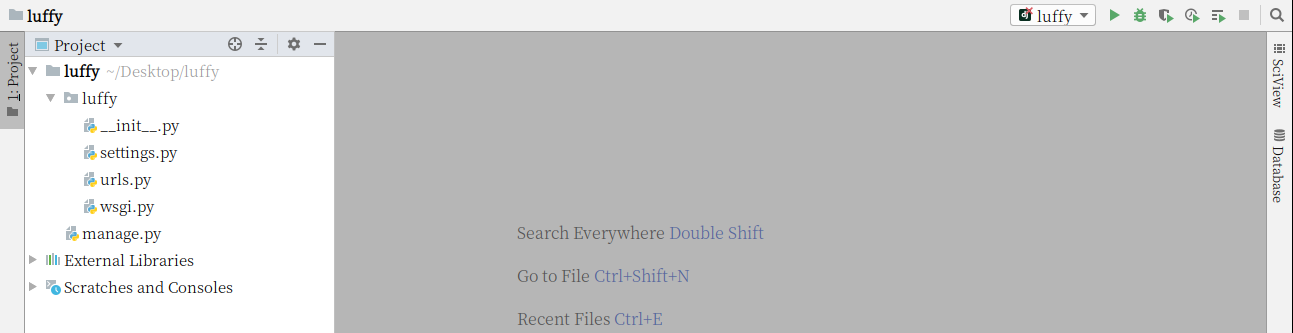 luffy
luffy
1: Project
Project
luffy ~/Desktop/luffy
luffy
__init__.py
settings.py
urls.py
wsgi.py
manage.py
External Libraries
Scratches and Consoles
Search Everywhere Double Shift
Go to File Ctrl+Shift+N
Recent Files Ctrl+E
SciView
Database